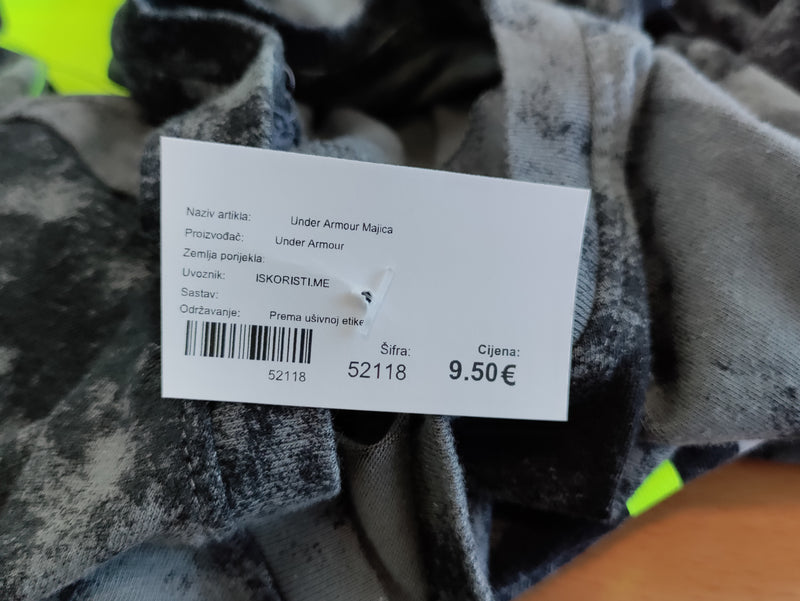 Naziv artikla: Under Armour Majica
Proizvođač: Under Armour
Zemlja porijekla:
Uvoznik: ISKORISTI.ME
Sastav:
Održavanje: Prema ušivnoj etike
52118
Šifra:
52118
Cijena:
9.50€